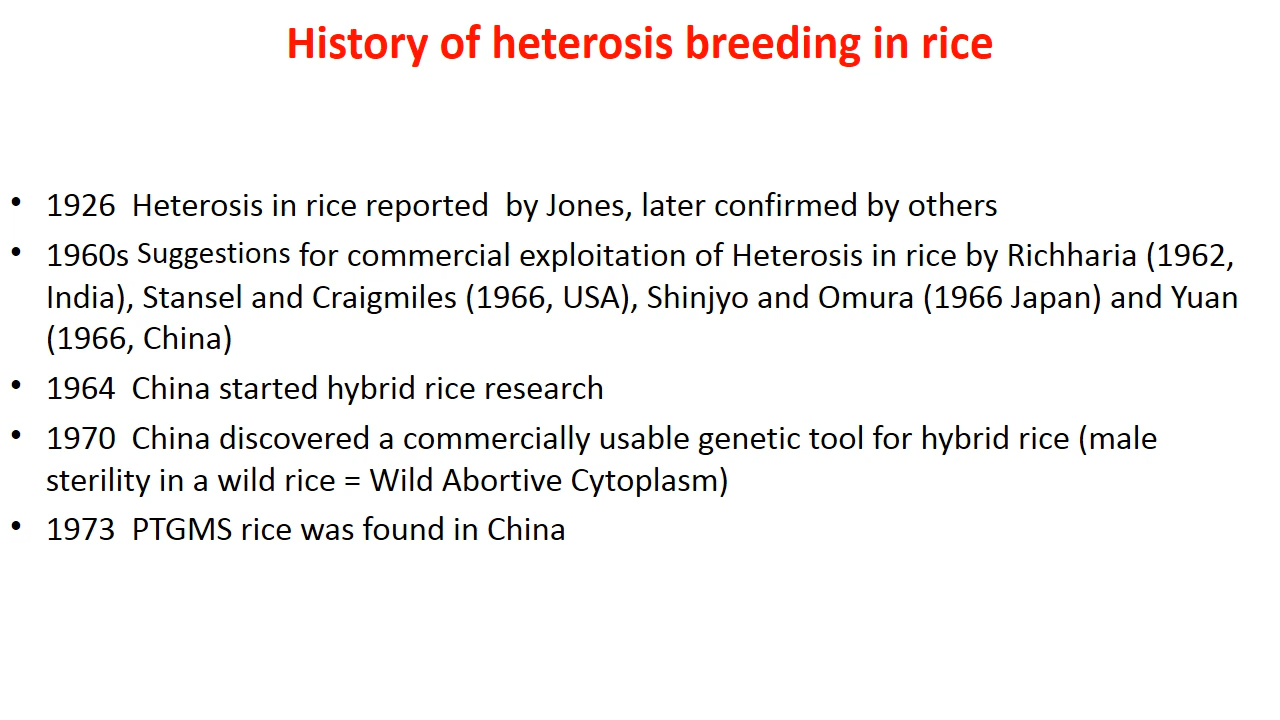 History of heterosis breeding in rice
• 1926  Heterosis in rice reported  by Jones, later confirmed by others
• 1960s Suggestions for commercial exploitation of Heterosis in rice by Richharia (1962,
India), Stansel and Craigmiles (1966, USA), Shinjyo and Omura (1966 Japan) and Yuan
(1966, China)
• 1964  China started hybrid rice research
• 1970  China discovered a commercially usable genetic tool for hybrid rice (male
sterility in a wild rice = Wild Abortive Cytoplasm)
• 1973  PTGMS rice was found in China